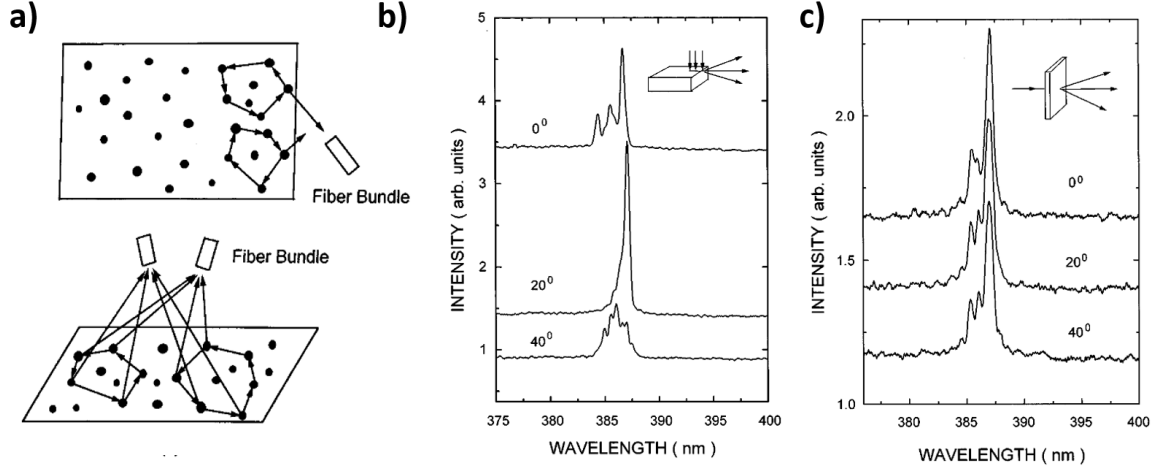 a)
Fiber Bundle
Fiber Bundle
b)
5
4
3
2
1
0⁰
20⁰
40⁰
375 380 385 390 395 400
WAVELENGTH ( nm )
INTENSITY ( arb. units )
c)
2.0
1.5
1.0
0⁰
20⁰
40⁰
380 385 390 395 400
WAVELENGTH ( nm )
INTENSITY ( arb. units )